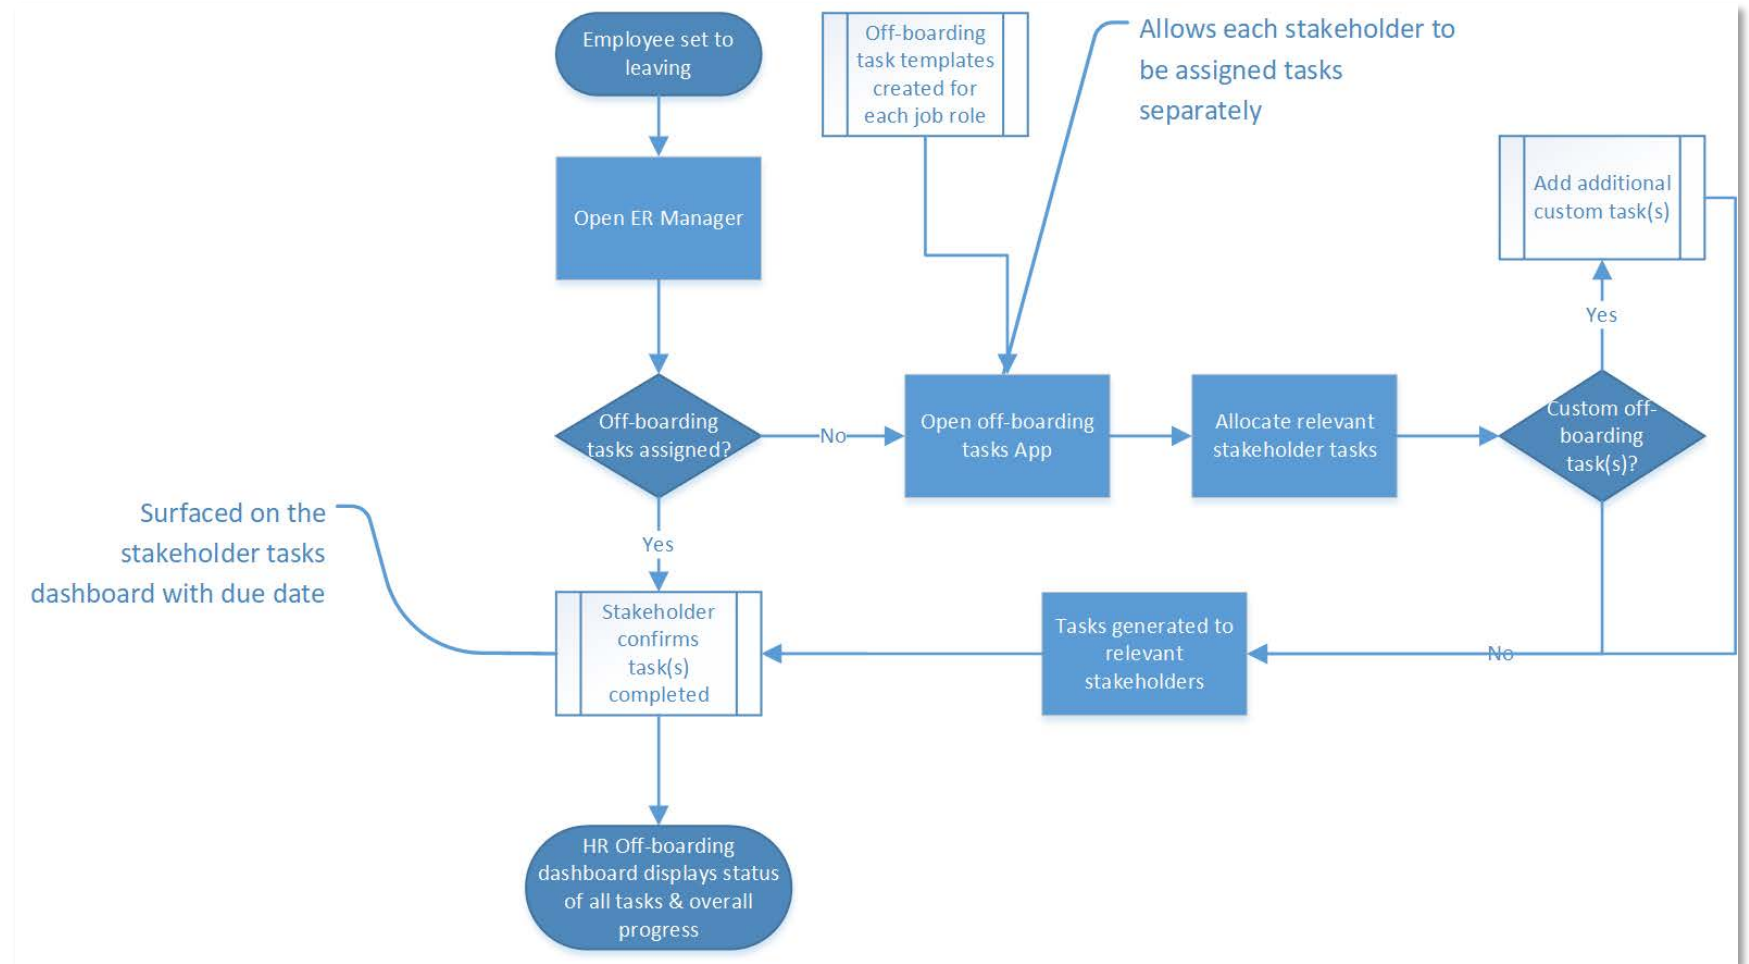 Employee set to
leaving
Off-boarding
task templates
created for
each job role
Allows each stakeholder to
be assigned tasks
separately
Open ER Manager
Add additional
custom task(s)
Yes
Off-boarding
tasks assigned?
No
Open off-boarding
tasks App
Allocate relevant
stakeholder tasks
Custom off-
boarding
task(s)?
Surfaced on the
stakeholder tasks
dashboard with due date
Yes
Stakeholder
confirms
task(s)
completed
Tasks generated to
relevant
stakeholders
No
HR Off-boarding
dashboard displays status
of all tasks & overall
progress